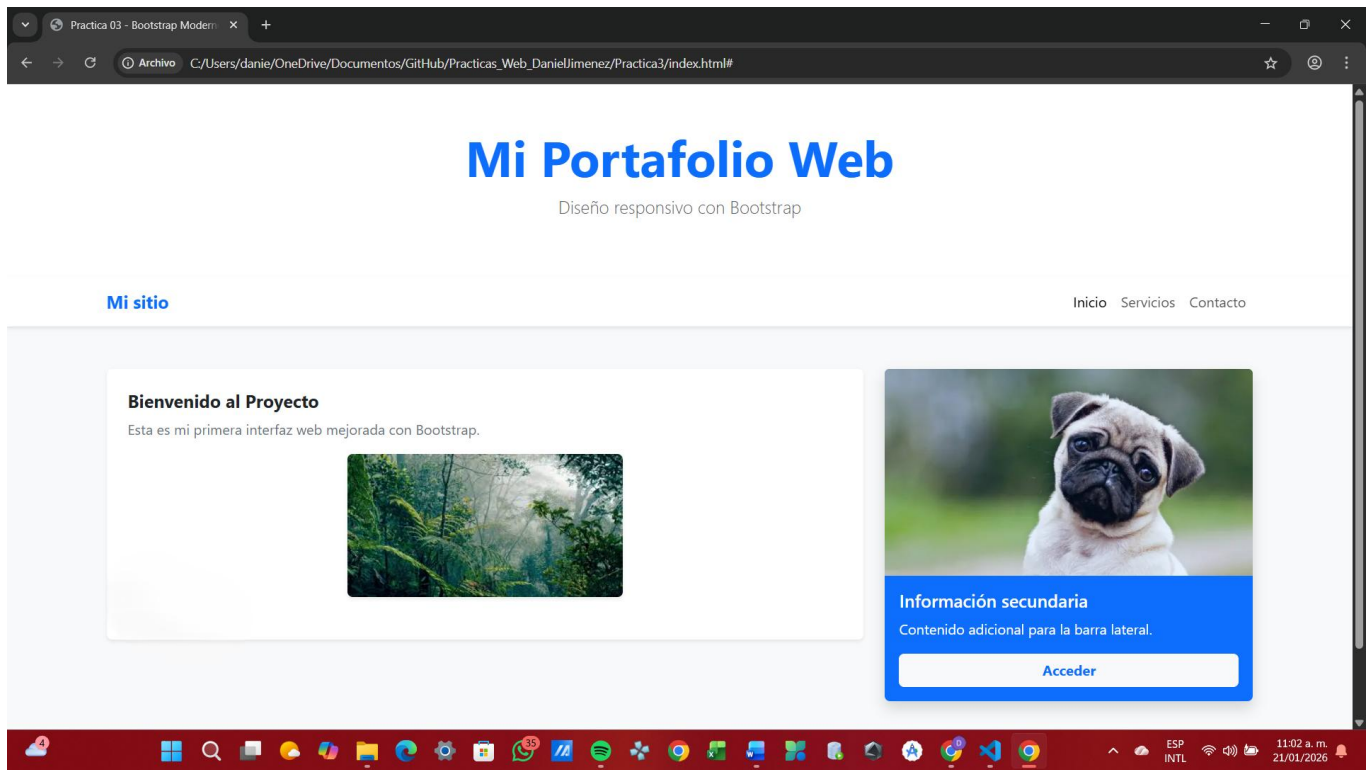 Practica 03 - Bootstrap Modern
Archivo C:/Users/danie/OneDrive/Documentos/GitHub/Practicas_Web_DanielJimenez/Practica3/index.html#
Mi Portafolio Web
Diseño responsivo con Bootstrap
Mi sitio Inicio Servicios Contacto
Bienvenido al Proyecto
Esta es mi primera interfaz web mejorada con Bootstrap.
Información secundaria
Contenido adicional para la barra lateral.
Acceder
4
35
ESP
INTL
11:02 a. m.
21/01/2026